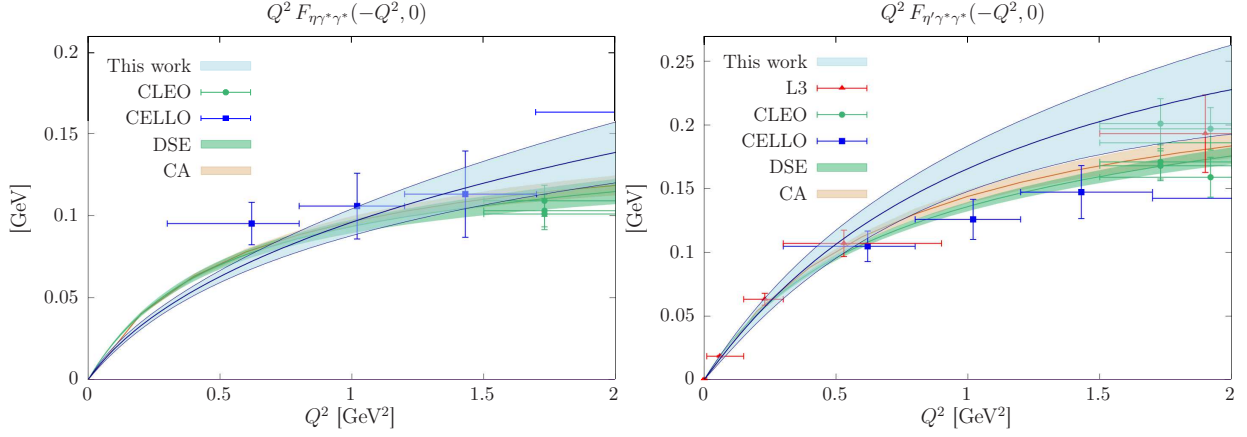 Q² F_{ηγ*γ*}(−Q², 0)
0.2
0.15
0.1
0.05
0
[GeV]
This work
CLEO
CELLO
DSE
CA
0
0.5
1
1.5
2
Q² [GeV²]
Q² F_{η′γ*γ*}(−Q², 0)
0.25
0.2
0.15
0.1
0.05
0
[GeV]
This work
L3
CLEO
CELLO
DSE
CA
0
0.5
1
1.5
2
Q² [GeV²]